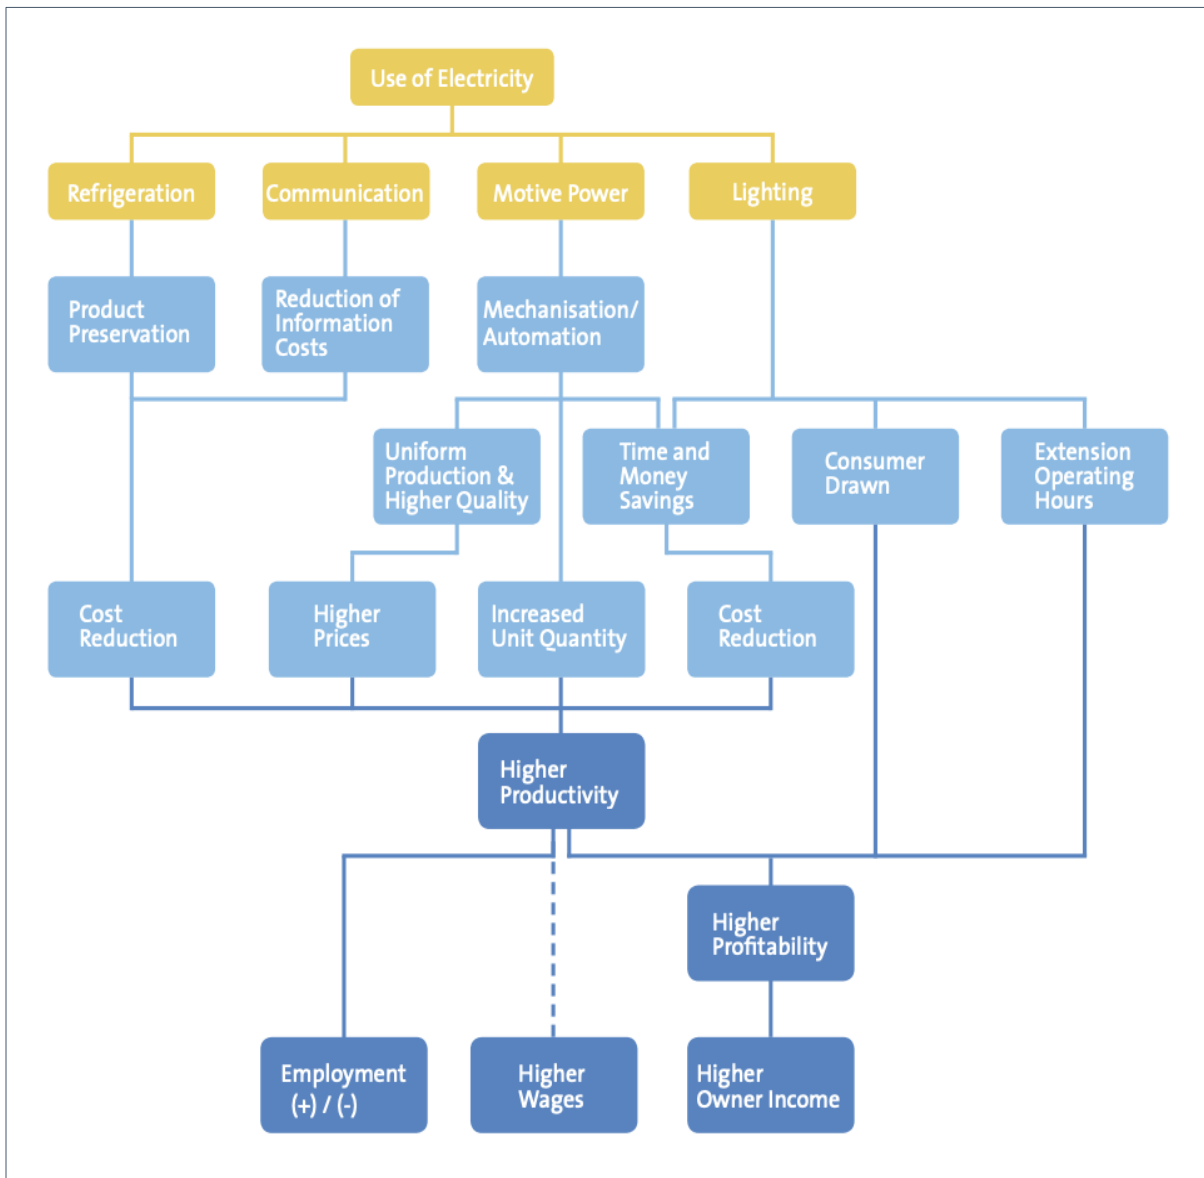 Use of Electricity
Refrigeration
Communication
Motive Power
Lighting
Product
Preservation
Reduction of
Information
Costs
Mechanisation/
Automation
Uniform
Production &
Higher Quality
Time and
Money
Savings
Consumer
Drawn
Extension
Operating
Hours
Cost
Reduction
Higher
Prices
Increased
Unit Quantity
Cost
Reduction
Higher
Productivity
Higher
Profitability
Employment
(+) / (-)
Higher
Wages
Higher
Owner Income